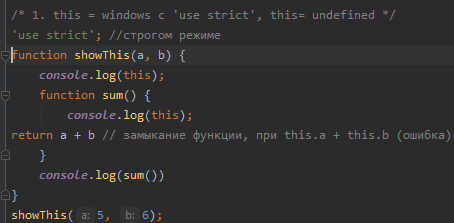 /* 1. this = windows с 'use strict', this= undefined */
'use strict'; //строгом режиме
function showThis(a, b) {
console.log(this);
function sum() {
console.log(this);
return a + b // замыкание функции, при this.a + this.b (ошибка)
}
console.log(sum())
}
showThis( a: 5, b: 6);